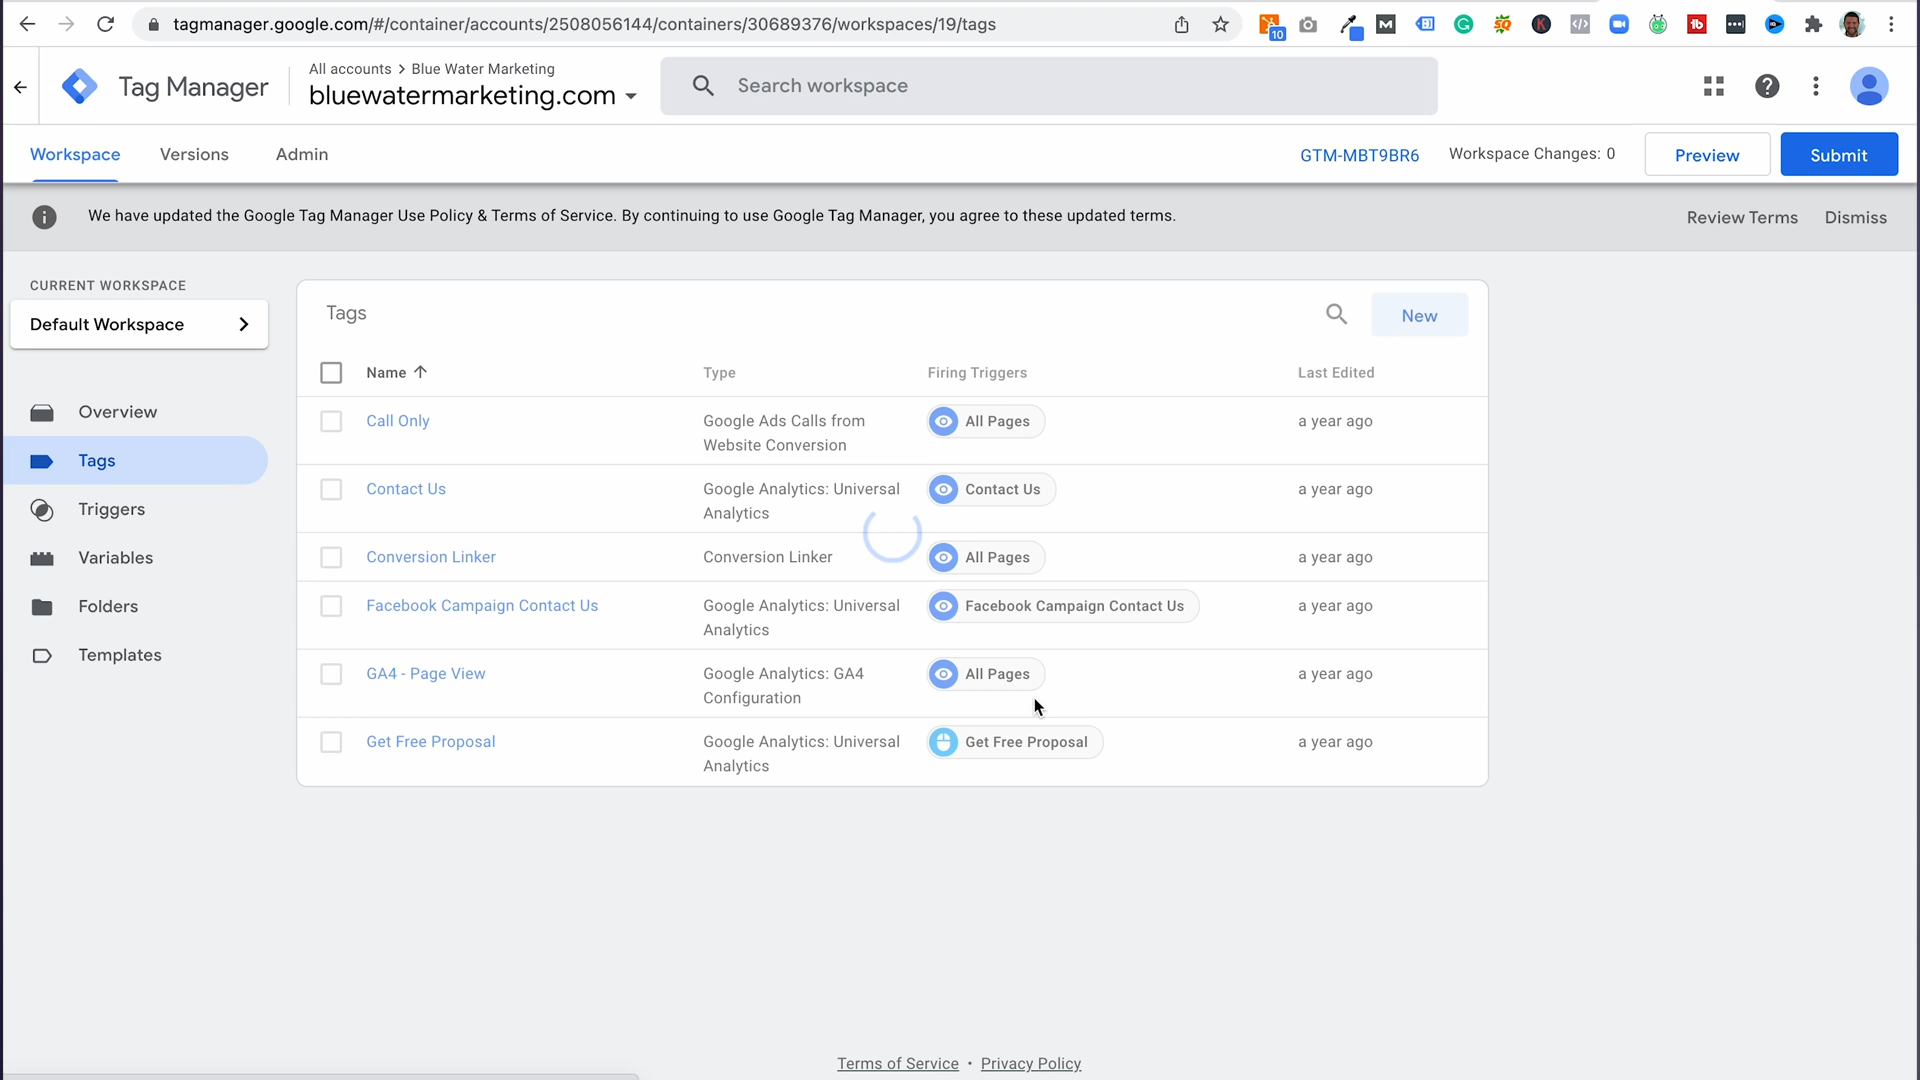 tagmanager.google.com/#/container/accounts/2508056144/containers/30689376/workspaces/19/tags
10
Tag Manager
All accounts > Blue Water Marketing
bluewatermarketing.com
Search workspace
Workspace
Versions
Admin
GTM-MBT9BR6
Workspace Changes: 0
Preview
Submit
We have updated the Google Tag Manager Use Policy & Terms of Service. By continuing to use Google Tag Manager, you agree to these updated terms.
Review Terms
Dismiss
CURRENT WORKSPACE
Default Workspace
Overview
Tags
Triggers
Variables
Folders
Templates
Tags
New
Name
Type
Firing Triggers
Last Edited
Call Only
Google Ads Calls from
Website Conversion
All Pages
a year ago
Contact Us
Google Analytics: Universal
Analytics
Contact Us
a year ago
Conversion Linker
Conversion Linker
All Pages
a year ago
Facebook Campaign Contact Us
Google Analytics: Universal
Analytics
Facebook Campaign Contact Us
a year ago
GA4 - Page View
Google Analytics: GA4
Configuration
All Pages
a year ago
Get Free Proposal
Google Analytics: Universal
Analytics
Get Free Proposal
a year ago
Terms of Service • Privacy Policy